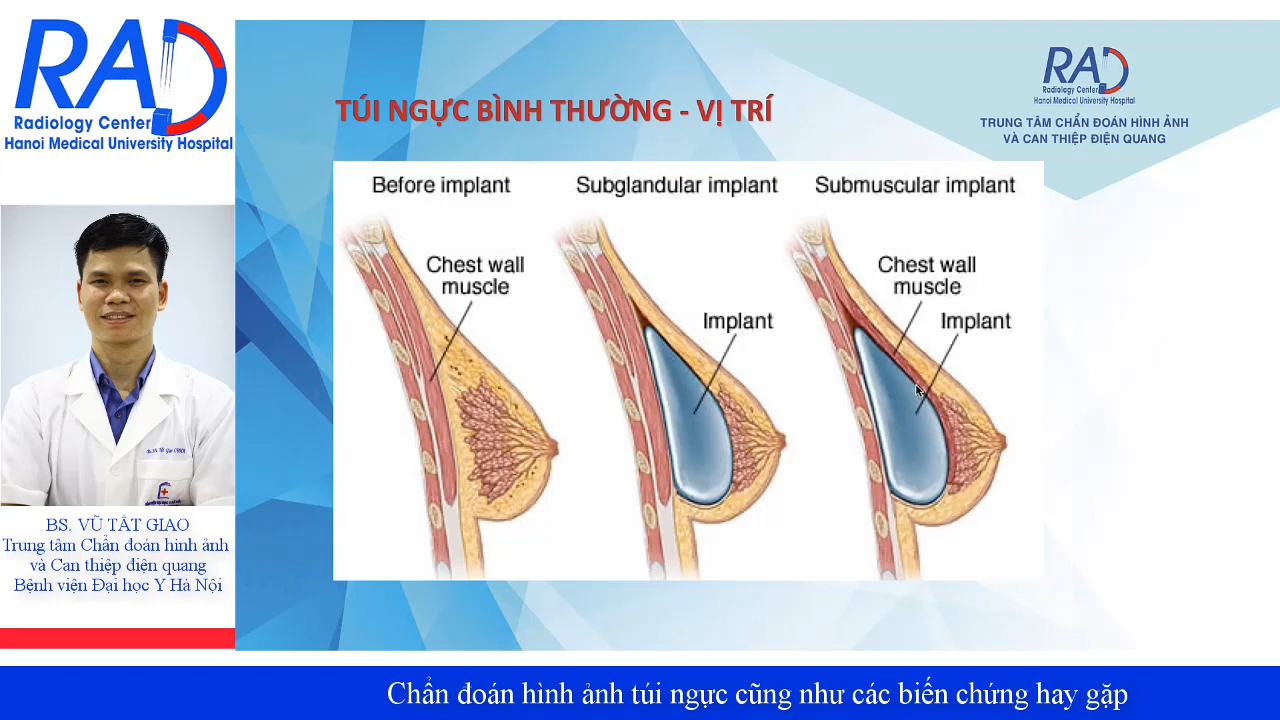 RAD
Radiology Center
Hanoi Medical University Hospital
BS. VŨ TẤT GIAO
Trung tâm Chẩn đoán hình ảnh
và Can thiệp điện quang
Bệnh viện Đại học Y Hà Nội
TÚI NGỰC BÌNH THƯỜNG - VỊ TRÍ
RAD
Radiology Center
Hanoi Medical University Hospital
TRUNG TÂM CHẨN ĐOÁN HÌNH ẢNH
VÀ CAN THIỆP ĐIỆN QUANG
Before implant
Chest wall
muscle
Subglandular implant
Implant
Submuscular implant
Chest wall
muscle
Implant
Chẩn đoán hình ảnh túi ngực cũng như các biến chứng hay gặp